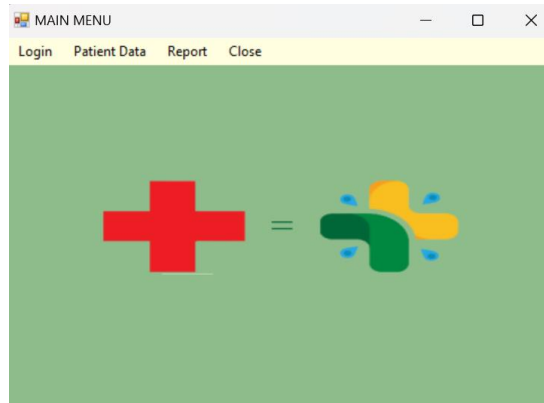 MAIN MENU
Login Patient Data Report Close
=